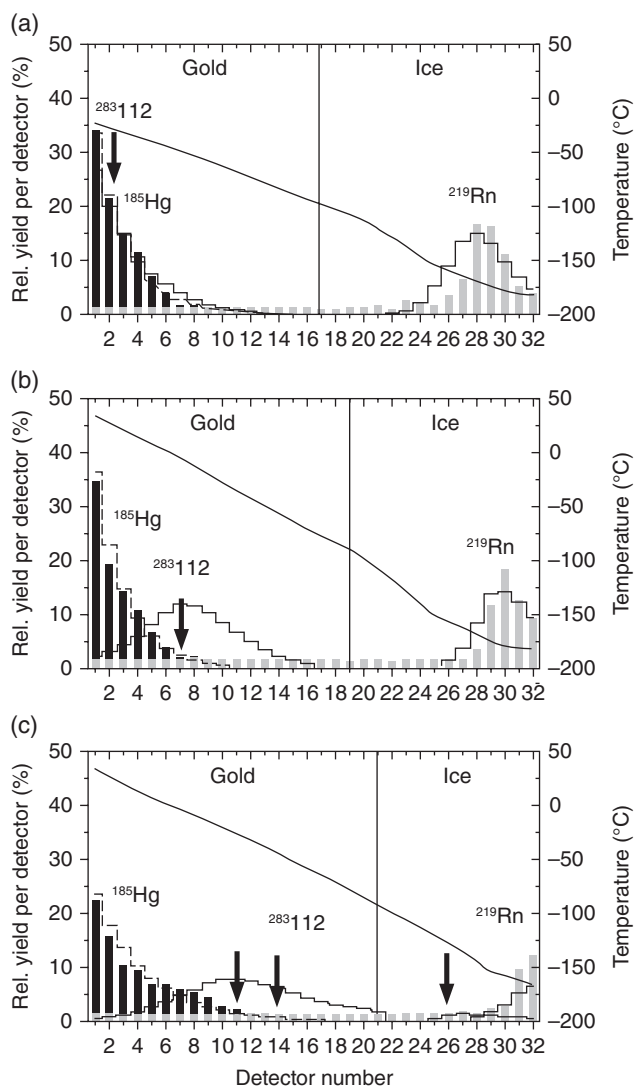 (a)
50 50
Gold Ice
40 0
²⁸³112
30 −50
¹⁸⁵Hg
²¹⁹Rn
20 −100
10 −150
0 −200
2 4 6 8 10 12 14 16 18 20 22 24 26 28 30 32
Rel. yield per detector (%)
Temperature (°C)
(b)
50 50
Gold Ice
40 0
¹⁸⁵Hg
30 −50
²⁸³112
²¹⁹Rn
20 −100
10 −150
0 −200
2 4 6 8 10 12 14 16 18 20 22 24 26 28 30 32
Rel. yield per detector (%)
Temperature (°C)
(c)
50 50
Gold Ice
40 0
30 −50
¹⁸⁵Hg
²⁸³112
²¹⁹Rn
20 −100
10 −150
0 −200
2 4 6 8 10 12 14 16 18 20 22 24 26 28 30 32
Rel. yield per detector (%)
Temperature (°C)
Detector number